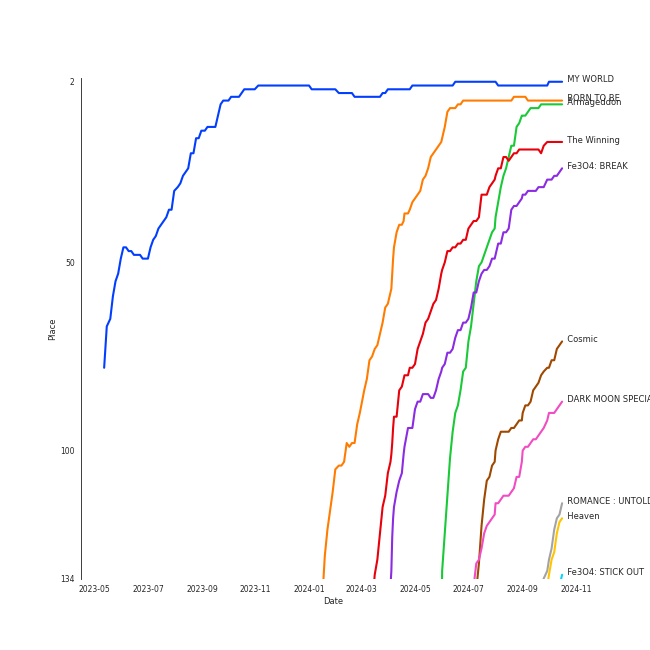 2
MY WORLD
BORN TO BE
Armageddon
The Winning
Fe3O4: BREAK
50
Place
Cosmic
DARK MOON SPECIA
100
ROMANCE : UNTOLD
Heaven
Fe3O4: STICK OUT
134
2023-05 2023-07 2023-09 2023-11 2024-01 2024-03 2024-05 2024-07 2024-09 2024-11
Date